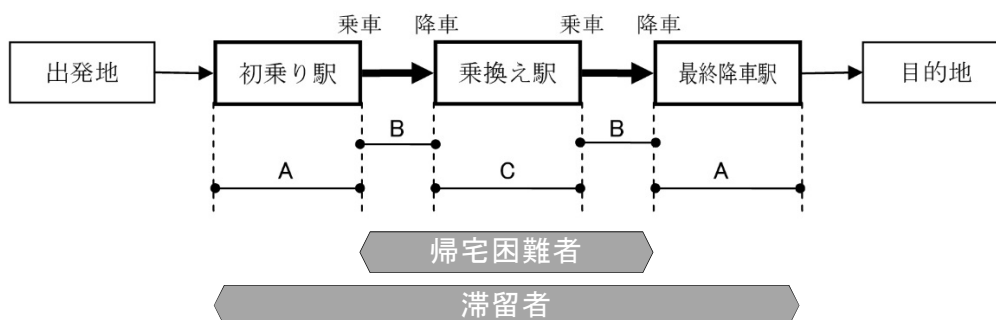 乗車 降車 乗車 降車
出発地 初乗り駅 乗換え駅 最終降車駅 目的地
B B
A C A
帰宅困難者
滞留者